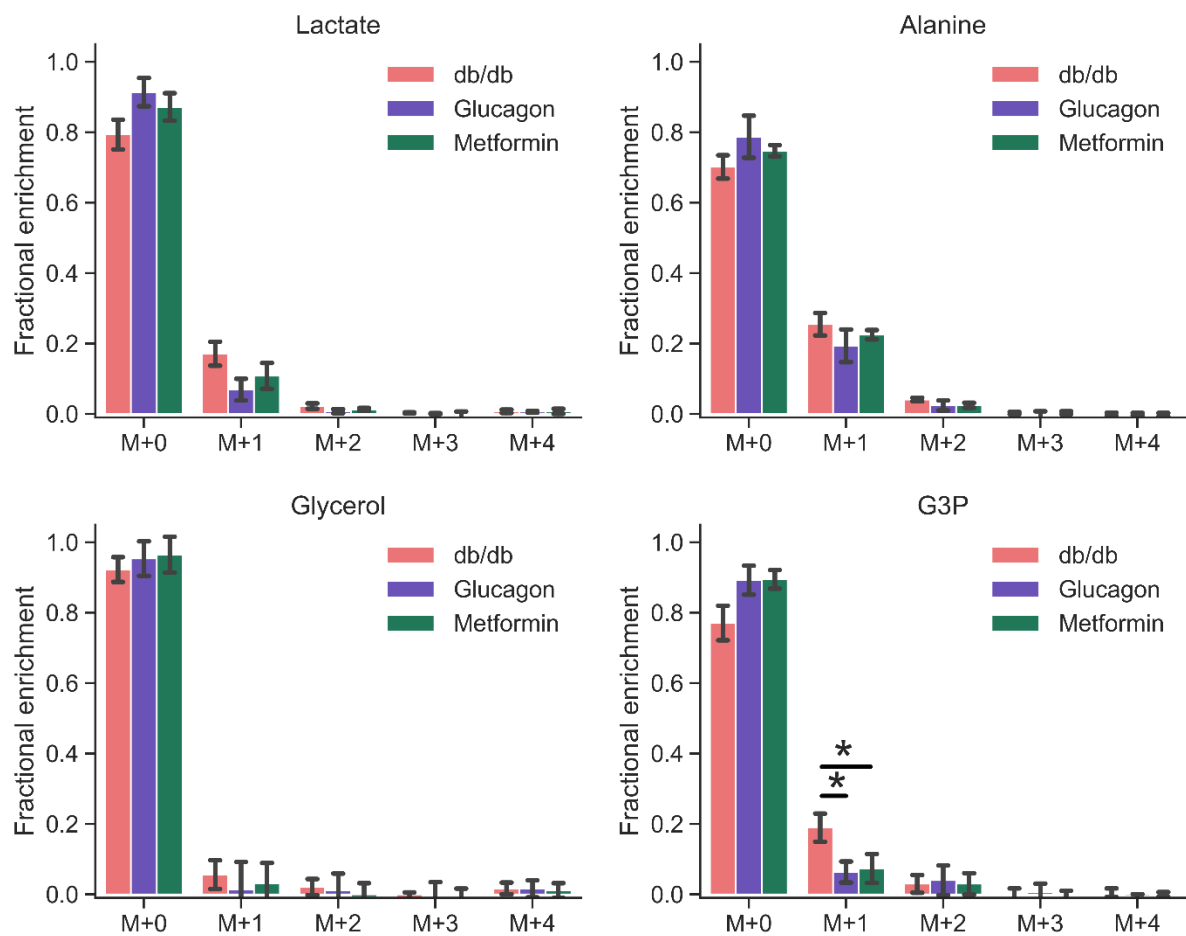 Lactate
Fractional enrichment
1.0
0.8
0.6
0.4
0.2
0.0
db/db
Glucagon
Metformin
M+0 M+1 M+2 M+3 M+4
Alanine
Fractional enrichment
1.0
0.8
0.6
0.4
0.2
0.0
db/db
Glucagon
Metformin
M+0 M+1 M+2 M+3 M+4
Glycerol
Fractional enrichment
1.0
0.8
0.6
0.4
0.2
0.0
db/db
Glucagon
Metformin
M+0 M+1 M+2 M+3 M+4
G3P
Fractional enrichment
1.0
0.8
0.6
0.4
0.2
0.0
db/db
Glucagon
Metformin
*
*
M+0 M+1 M+2 M+3 M+4